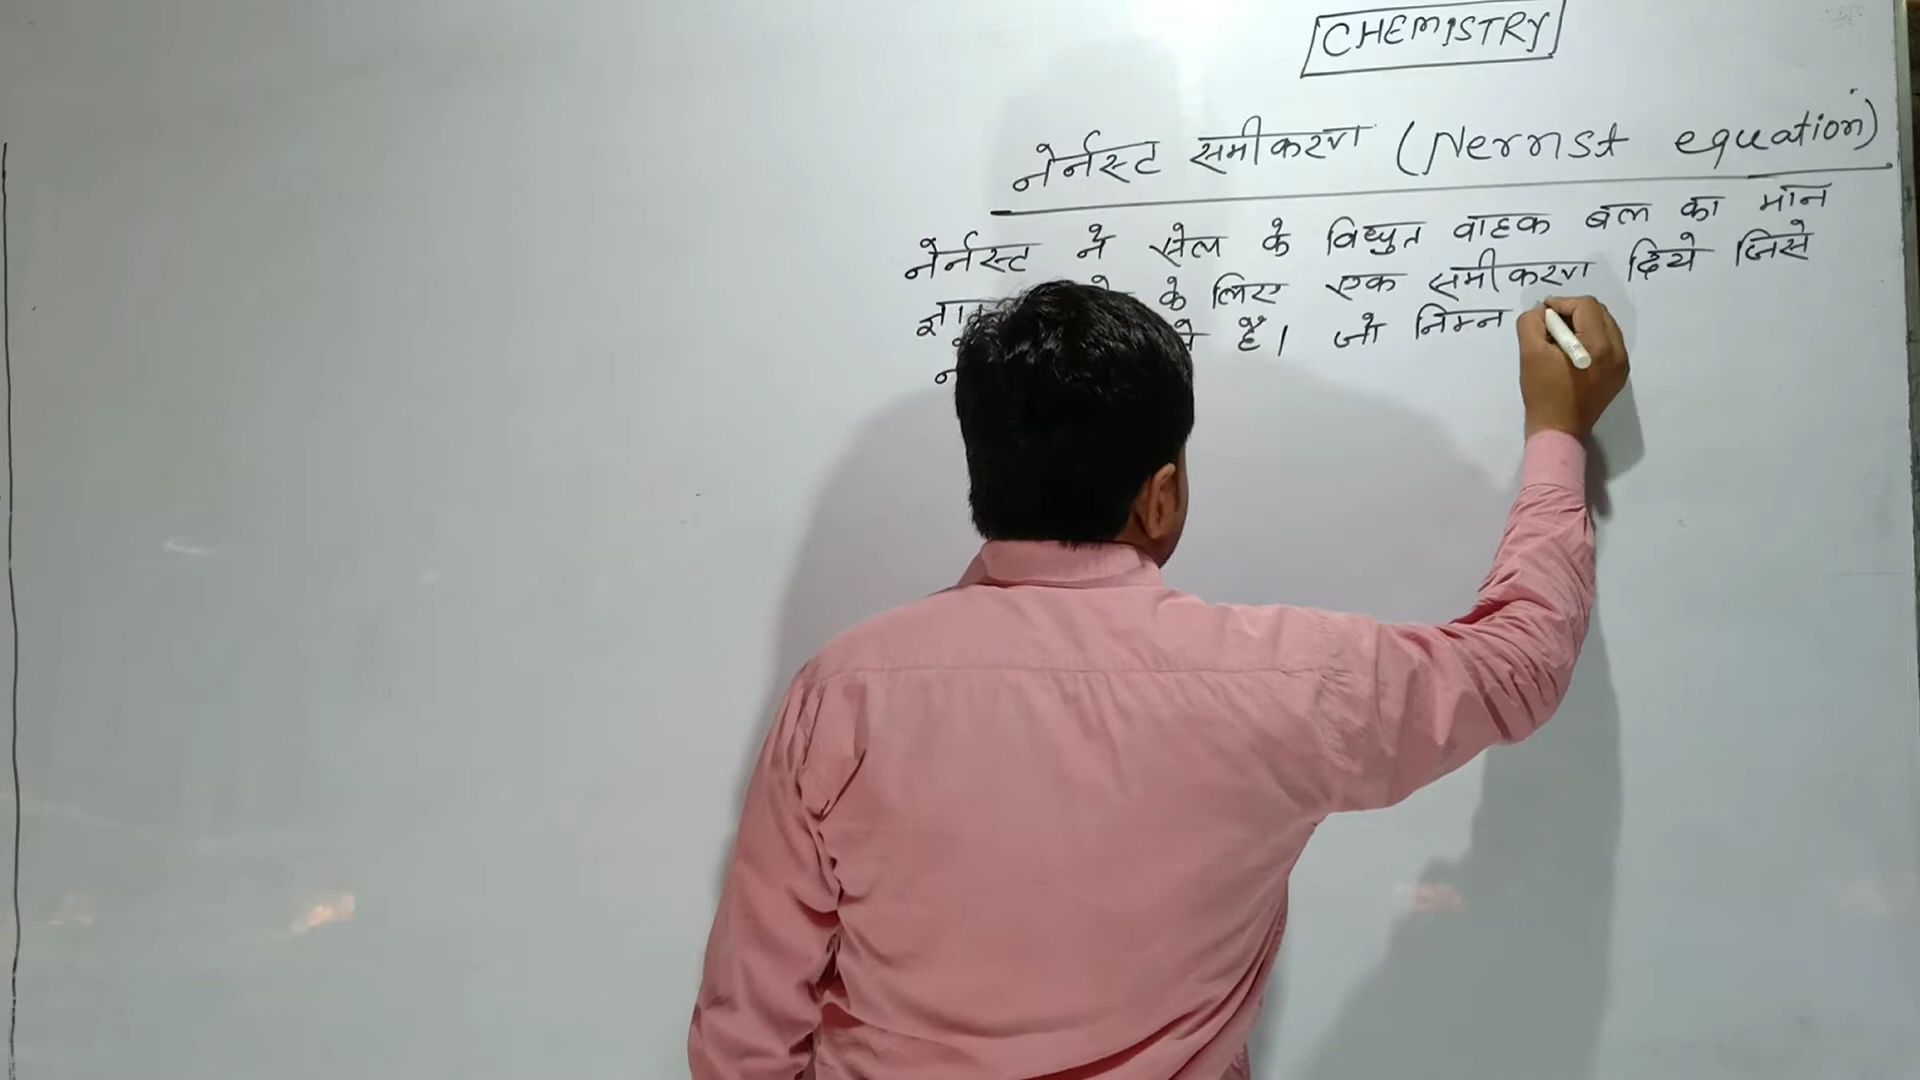 CHEMISTRY
नेर्नस्ट समीकरण (Nernst equation)
नेर्नस्ट ने सेल के विधुत वाहक बल का मान
के लिए एक समीकरण दिये जिसे
है। जो निम्न